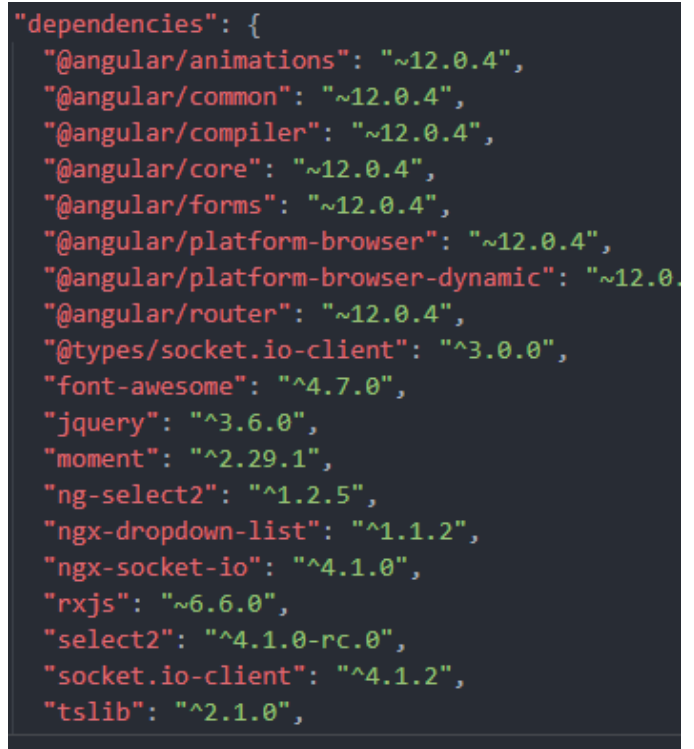 "dependencies": {
"@angular/animations": "~12.0.4",
"@angular/common": "~12.0.4",
"@angular/compiler": "~12.0.4",
"@angular/core": "~12.0.4",
"@angular/forms": "~12.0.4",
"@angular/platform-browser": "~12.0.4",
"@angular/platform-browser-dynamic": "~12.0.
"@angular/router": "~12.0.4",
"@types/socket.io-client": "^3.0.0",
"font-awesome": "^4.7.0",
"jquery": "^3.6.0",
"moment": "^2.29.1",
"ng-select2": "^1.2.5",
"ngx-dropdown-list": "^1.1.2",
"ngx-socket-io": "^4.1.0",
"rxjs": "~6.6.0",
"select2": "^4.1.0-rc.0",
"socket.io-client": "^4.1.2",
"tslib": "^2.1.0",